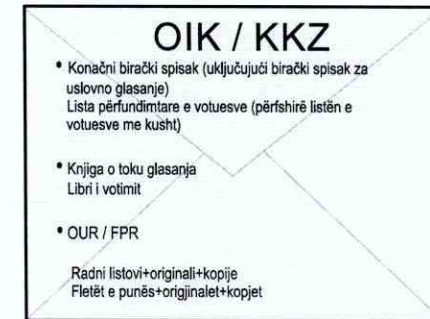 OIK / KKZ
• Konačni birački spisak (uključujući birački spisak za
uslovno glasanje)
Lista përfundimtare e votuesve (përfshirë listën e
votuesve me kusht)
• Knjiga o toku glasanja
Libri i votimit
• OUR / FPR
Radni listovi+originali+kopije
Fletët e punës+origjinalet+kopjet